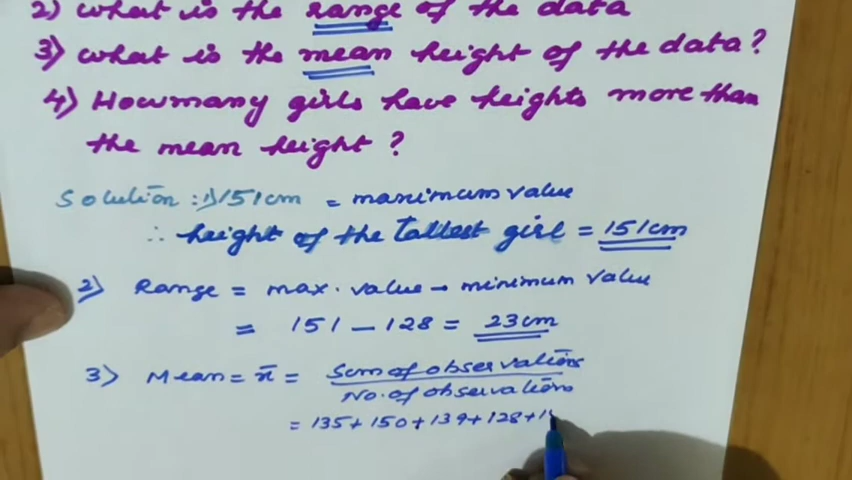 2) what is the range of the data
3) what is the mean height of the data?
4) How many girls have heights more than
the mean height ?
Solution : 1) 151cm = maximum value
∴ height of the Tallest girl = 151cm
2) Range = max. value - minimum value
= 151 - 128 = 23cm
3) Mean = x̄ = Sum of observations
No. of observations
= 135 + 150 + 139 + 128 + 1